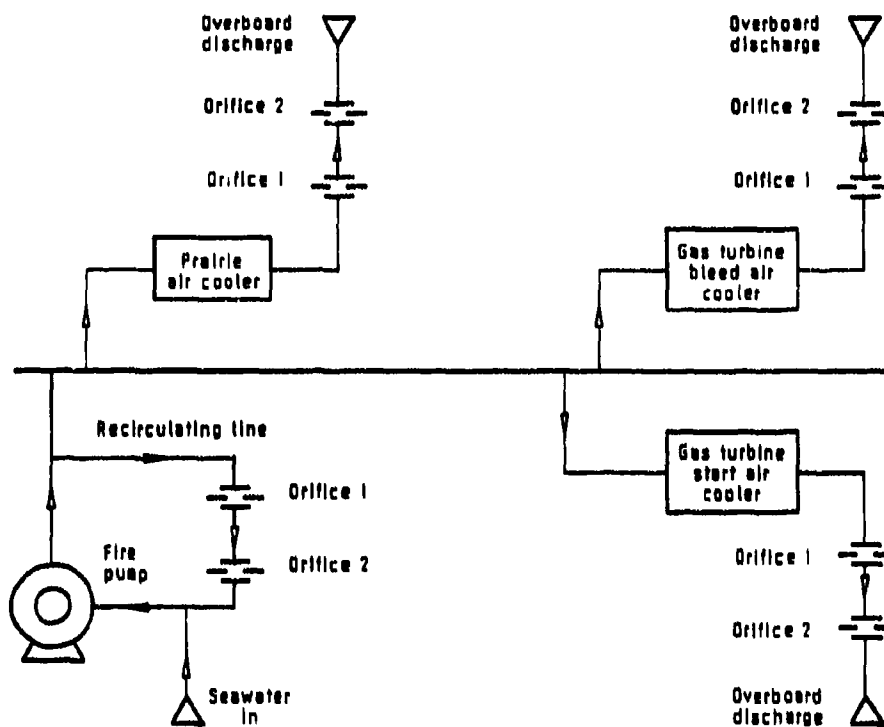 Overboard
discharge
Overboard
discharge
Orifice 2
Orifice 2
Orifice 1
Orifice 1
Prairie
air cooler
Gas turbine
bleed air
cooler
Recirculating line
Gas turbine
start air
cooler
Orifice 1
Fire
pump
Orifice 2
Orifice 1
Orifice 2
Seawater
in
Overboard
discharge